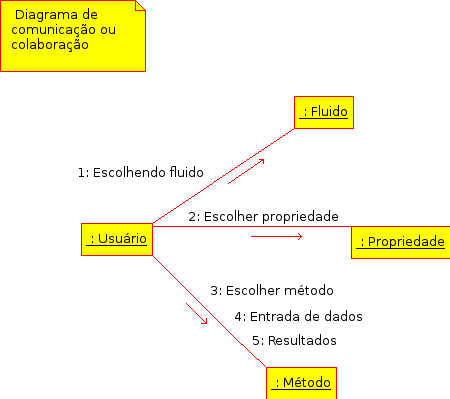 Diagrama de
comunicação ou
colaboração
: Fluido
1: Escolhendo fluido
2: Escolher propriedade
: Usuário
: Propriedade
3: Escolher método
4: Entrada de dados
5: Resultados
: Método